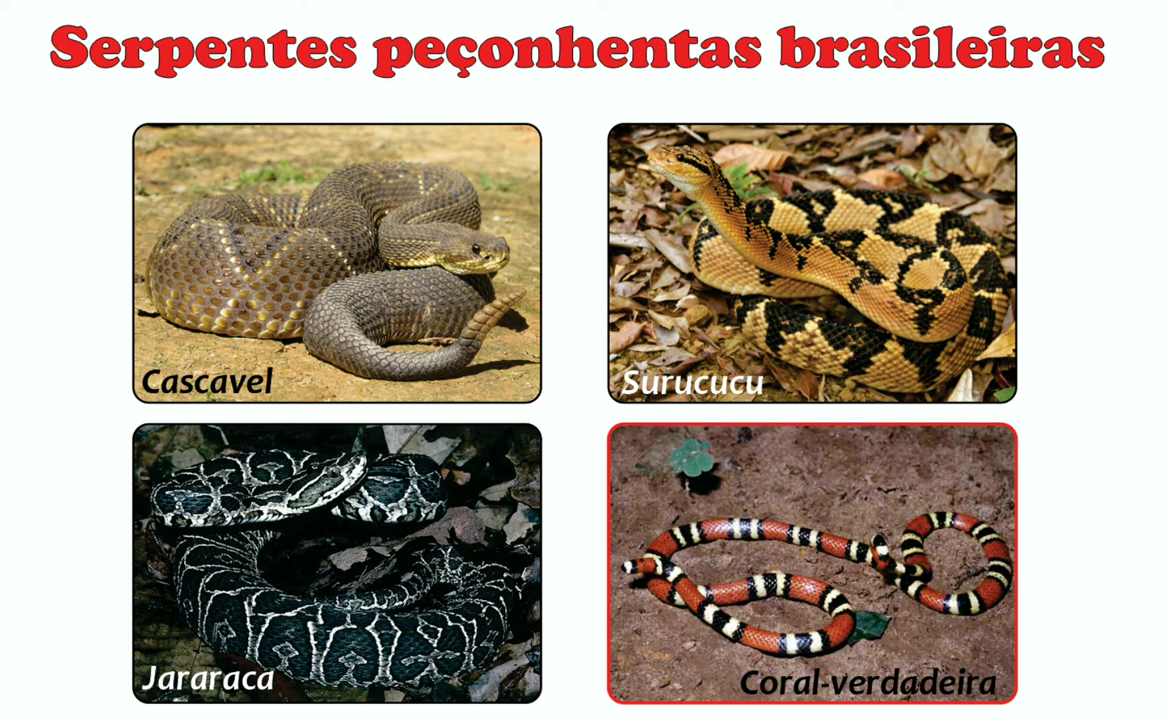 Serpentes peçonhentas brasileiras
Cascavel
Surucucu
Jararaca
Coral-verdadeira